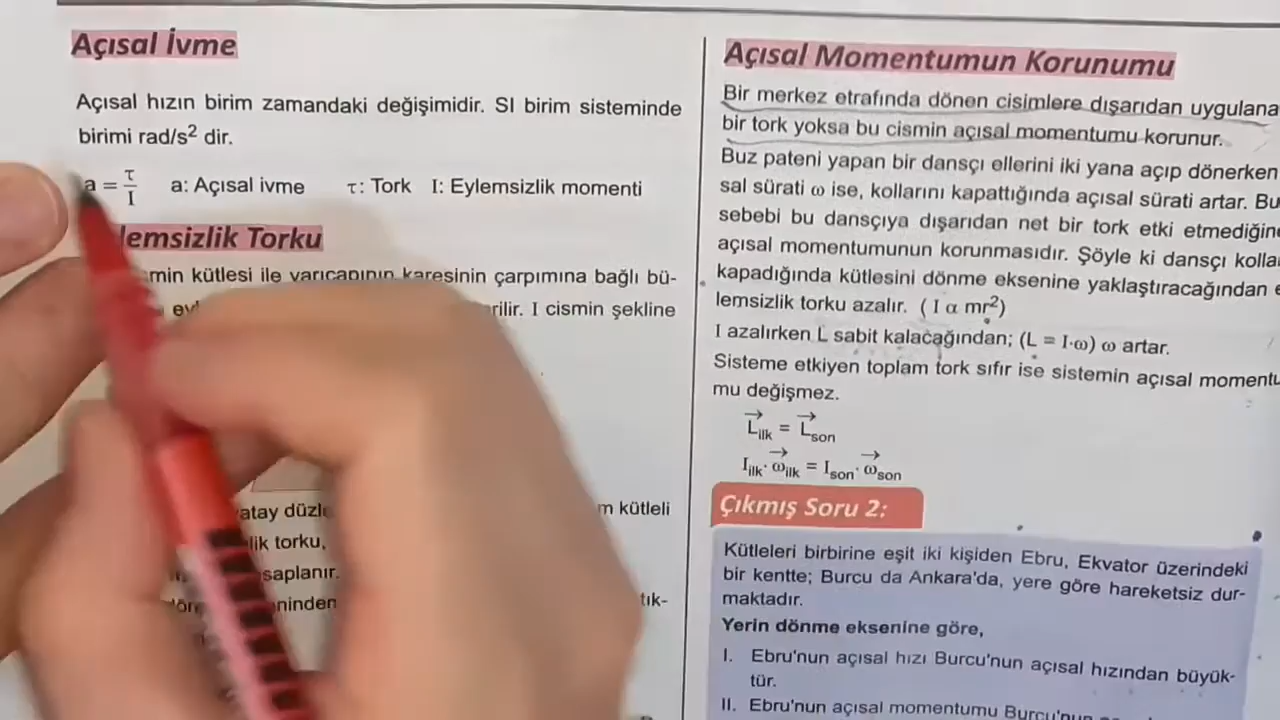 Açısal İvme
Açısal hızın birim zamandaki değişimidir. SI birim sisteminde
birimi rad/s² dir.
a = τ/I a: Açısal ivme τ: Tork I: Eylemsizlik momenti
lemsizlik Torku
min kütlesi ile yarıçapının karesinin çarpımına bağlı bü-
rilir. I cismin şekline
atay düzle
m kütleli
lik torku,
saplanır.
ninden
tık-
Açısal Momentumun Korunumu
Bir merkez etrafında dönen cisimlere dışarıdan uygulana
bir tork yoksa bu cismin açısal momentumu korunur.
Buz pateni yapan bir dansçı ellerini iki yana açıp dönerken
sal sürati ω ise, kollarını kapattığında açısal sürati artar. Bu
sebebi bu dansçıya dışarıdan net bir tork etki etmediğin
açısal momentumunun korunmasıdır. Şöyle ki dansçı kolla
kapadığında kütlesini dönme eksenine yaklaştıracağından e
lemsizlik torku azalır. ( I α mr²)
I azalırken L sabit kalacağından; (L = I·ω) ω artar.
Sisteme etkiyen toplam tork sıfır ise sistemin açısal momentu
mu değişmez.
L⃗ilk = L⃗son
Iilk· ω⃗ilk = Ison· ω⃗son
Çıkmış Soru 2:
Kütleleri birbirine eşit iki kişiden Ebru, Ekvator üzerindeki
bir kentte; Burcu da Ankara'da, yere göre hareketsiz dur-
maktadır.
Yerin dönme eksenine göre,
I. Ebru'nun açısal hızı Burcu'nun açısal hızından büyük-
tür.
II. Ebru'nun açısal momentumu Burcu'nun